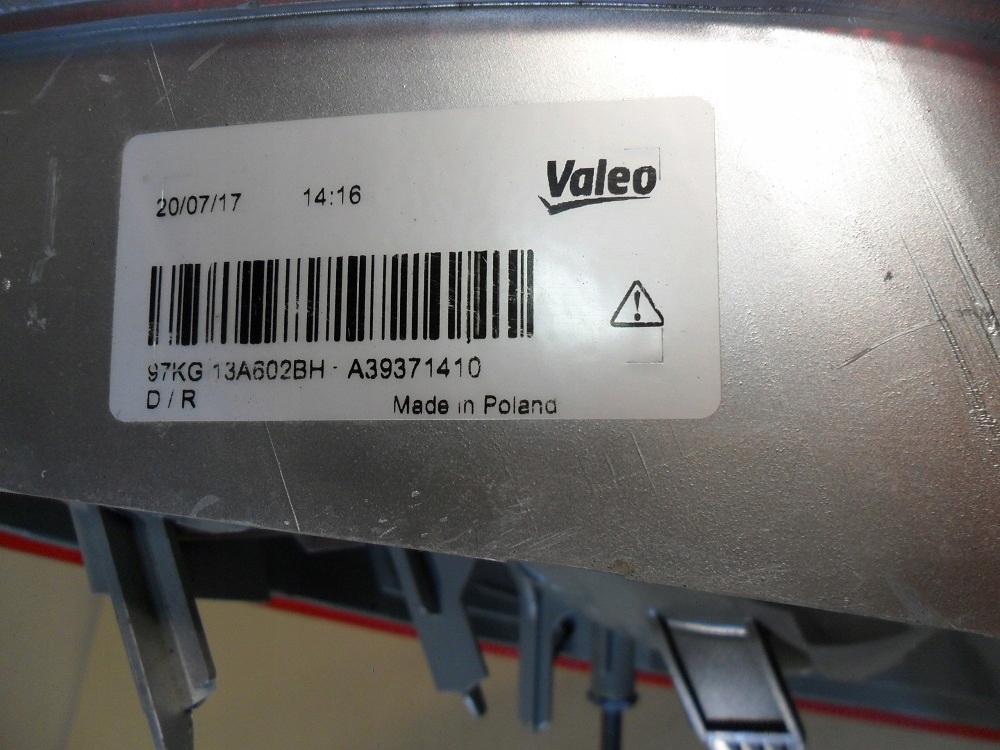 20/07/17 14:16
Valeo
97KG 13A602BH - A39371410
D / R
Made in Poland